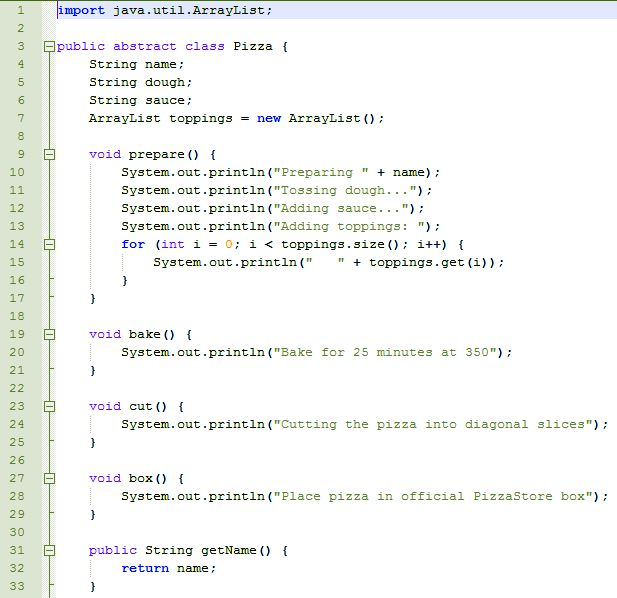 1 import java.util.ArrayList;
2
3 public abstract class Pizza {
4     String name;
5     String dough;
6     String sauce;
7     ArrayList toppings = new ArrayList();
8
9     void prepare() {
10         System.out.println("Preparing " + name);
11         System.out.println("Tossing dough...");
12         System.out.println("Adding sauce...");
13         System.out.println("Adding toppings: ");
14         for (int i = 0; i < toppings.size(); i++) {
15             System.out.println("   " + toppings.get(i));
16         }
17     }
18
19     void bake() {
20         System.out.println("Bake for 25 minutes at 350");
21     }
22
23     void cut() {
24         System.out.println("Cutting the pizza into diagonal slices");
25     }
26
27     void box() {
28         System.out.println("Place pizza in official PizzaStore box");
29     }
30
31     public String getName() {
32         return name;
33     }